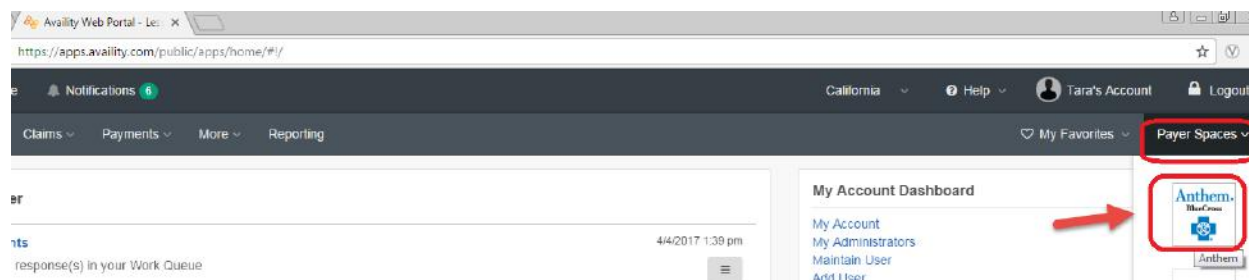 Availity Web Portal - Les
https://apps.availity.com/public/apps/home/#!/
e Notifications 6 California Help Tara's Account Logout
Claims Payments More Reporting My Favorites Payer Spaces
er
My Account Dashboard
Anthem.
BlueCross
nts 4/4/2017 1:39 pm
My Account
My Administrators
response(s) in your Work Queue
Maintain User
Anthem
Add User